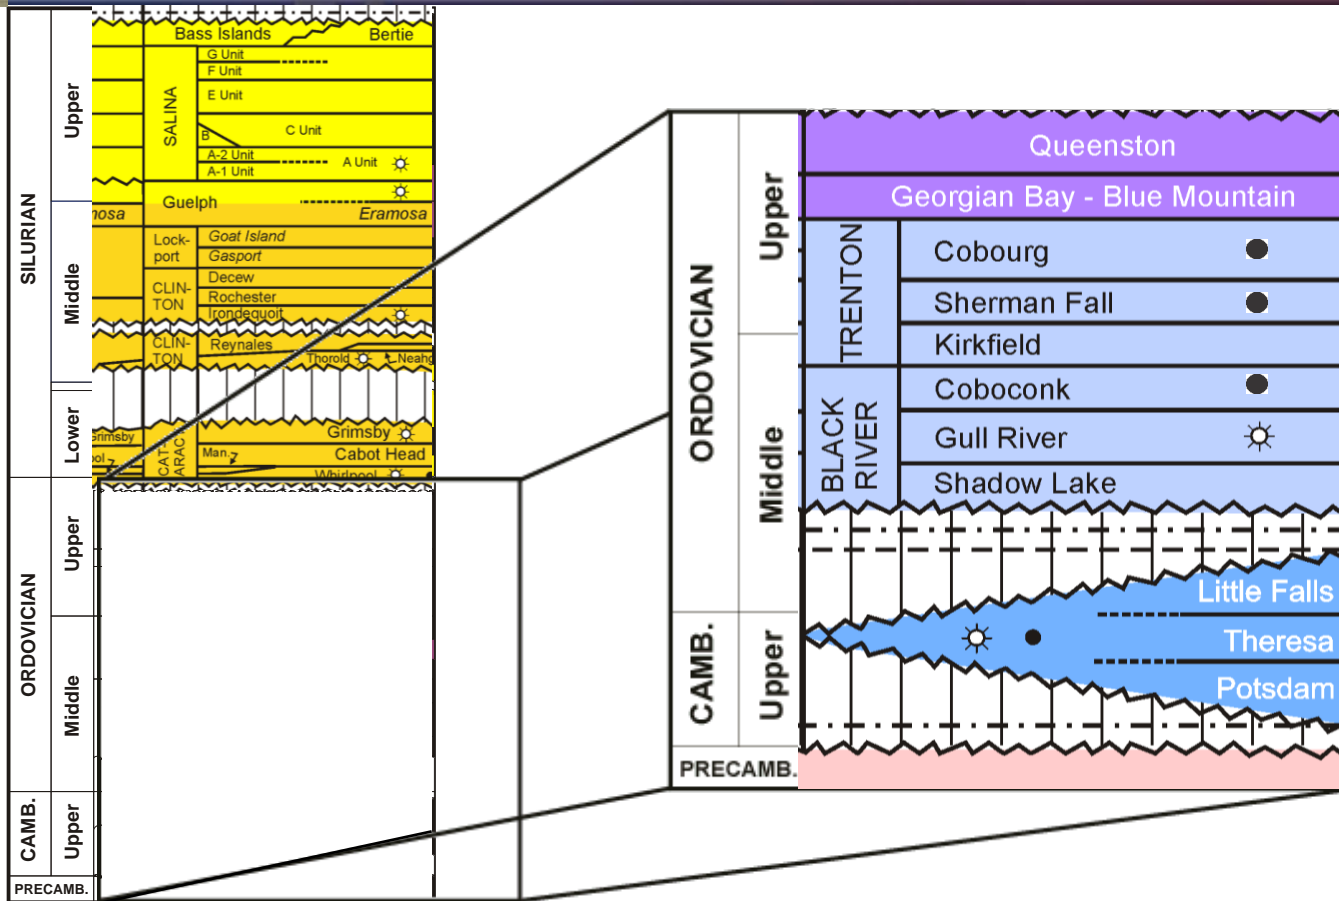 SILURIAN
Upper
Middle
Lower
Bass Islands
Bertie
SALINA
G Unit
F Unit
E Unit
C Unit
B
A-2 Unit
A Unit
A-1 Unit
Guelph
Eramosa
Lock-
port
Goat Island
Gasport
CLIN-
TON
Decew
Rochester
Irondequoit
CLIN-
TON
Reynales
Thorold
Grimsby
CAT
ARAC
Grimsby
Man.
Cabot Head
Whirlpool
ORDOVICIAN
Upper
Middle
CAMB.
Upper
PRECAMB.
ORDOVICIAN
Upper
Middle
CAMB.
Upper
PRECAMB.
Queenston
Georgian Bay - Blue Mountain
TRENTON
Cobourg
Sherman Fall
Kirkfield
BLACK
RIVER
Coboconk
Gull River
Shadow Lake
Little Falls
Theresa
Potsdam